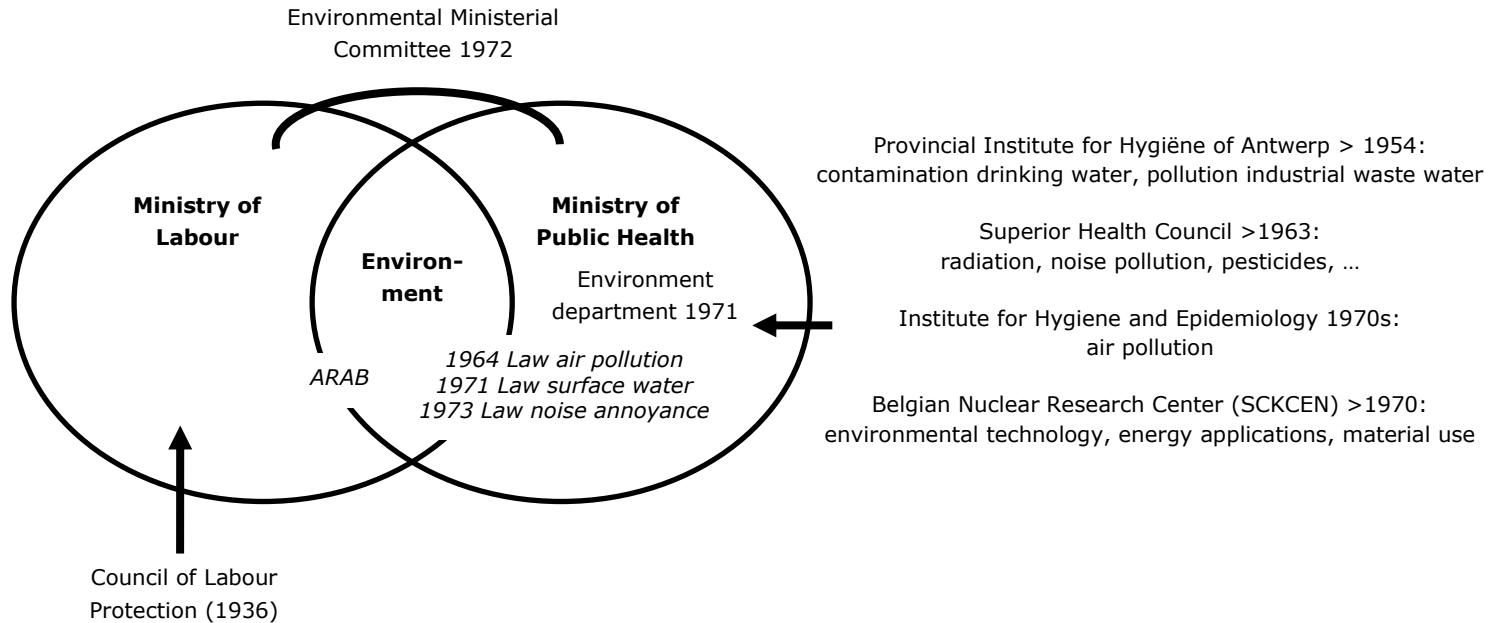 Environmental Ministerial
Committee 1972
Ministry of
Labour
Environ-
ment
Ministry of
Public Health
Environment
department 1971
ARAB
1964 Law air pollution
1971 Law surface water
1973 Law noise annoyance
Council of Labour
Protection (1936)
Provincial Institute for Hygiëne of Antwerp > 1954:
contamination drinking water, pollution industrial waste water
Superior Health Council >1963:
radiation, noise pollution, pesticides, …
Institute for Hygiene and Epidemiology 1970s:
air pollution
Belgian Nuclear Research Center (SCKCEN) >1970:
environmental technology, energy applications, material use